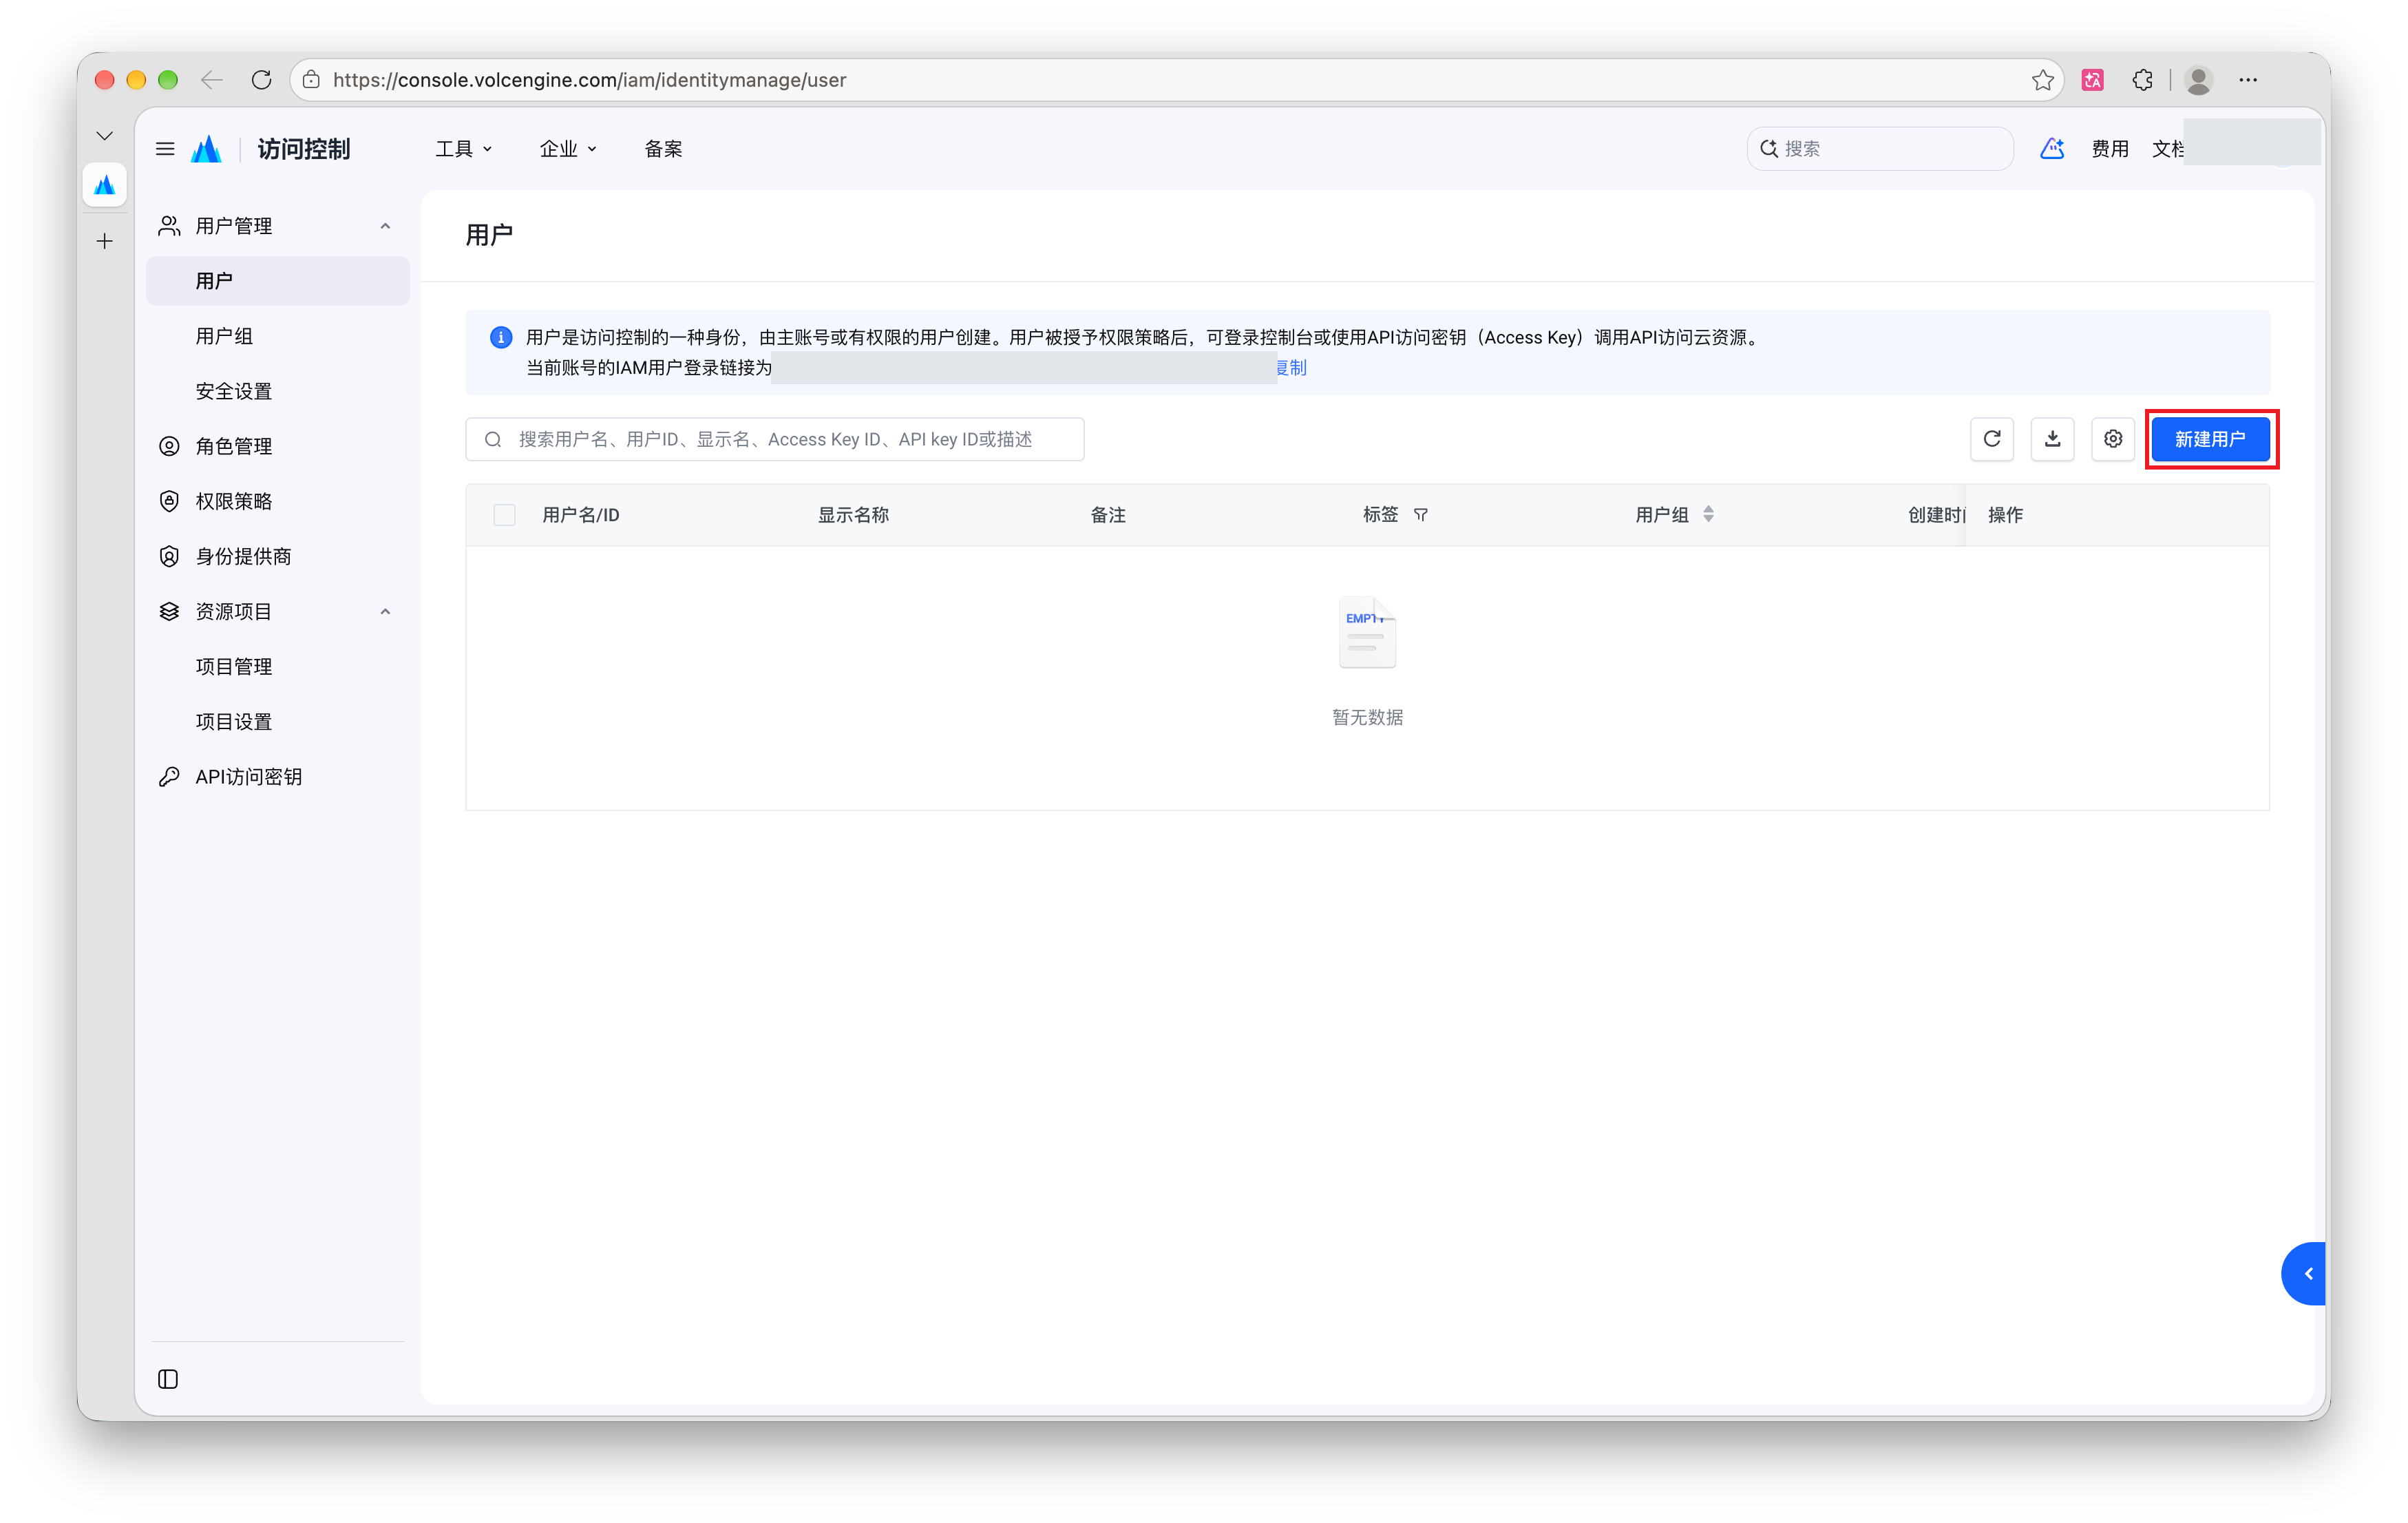 https://console.volcengine.com/iam/identitymanage/user
访问控制
工具
企业
备案
搜索
费用
文档
用户管理
用户
用户组
安全设置
角色管理
权限策略
身份提供商
资源项目
项目管理
项目设置
API访问密钥
用户
用户是访问控制的一种身份，由主账号或有权限的用户创建。用户被授予权限策略后，可登录控制台或使用API访问密钥（Access Key）调用API访问云资源。
当前账号的IAM用户登录链接为 复制
搜索用户名、用户ID、显示名、Access Key ID、API key ID或描述
新建用户
用户名/ID
显示名称
备注
标签
用户组
创建时间
操作
EMPTY
暂无数据